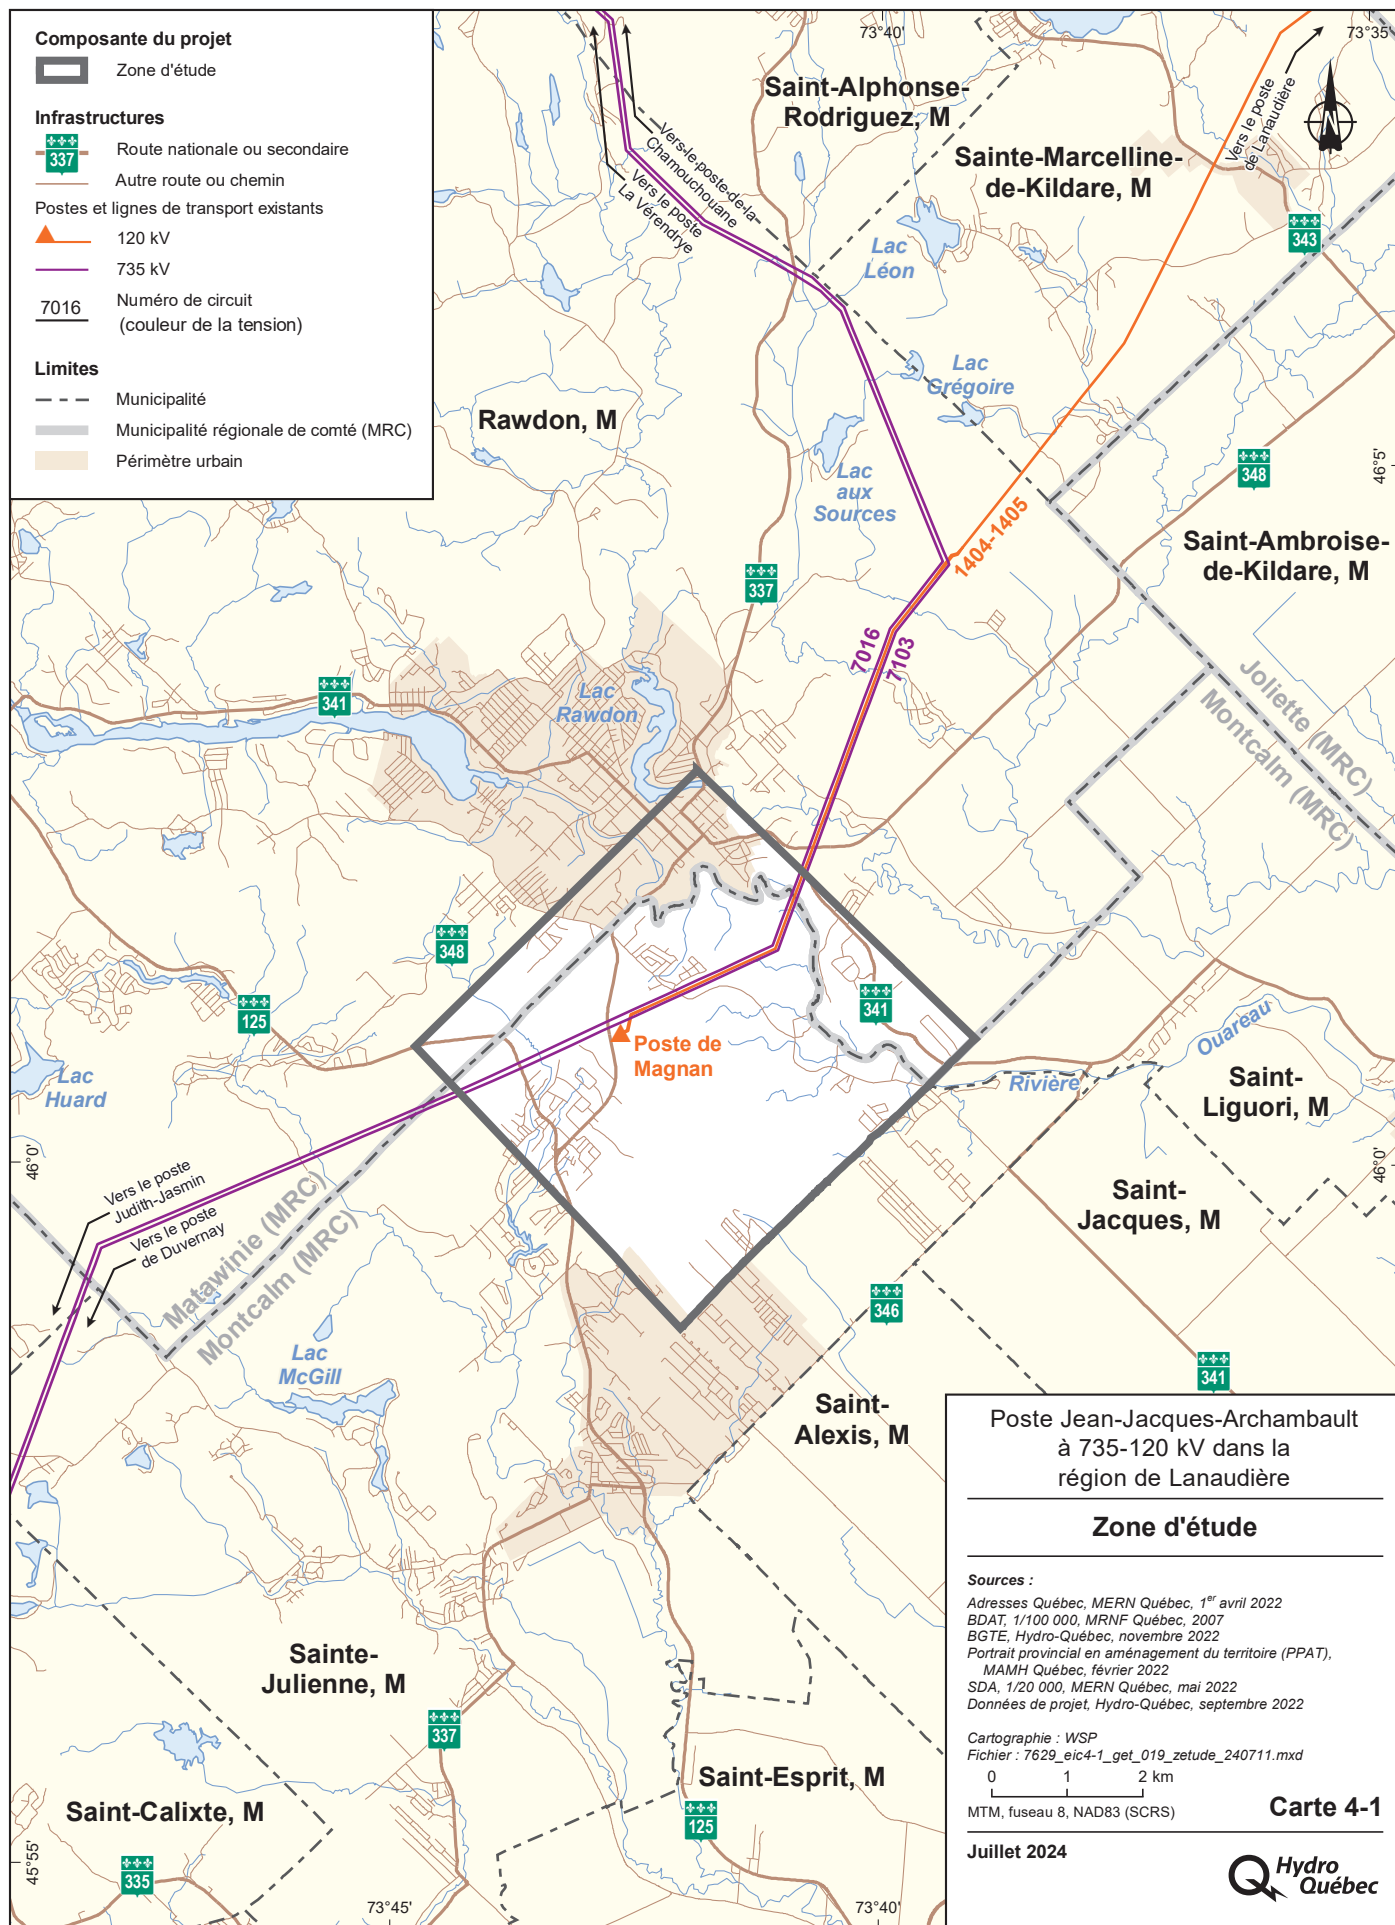 Composante du projet
Zone d'étude
Infrastructures
337
Route nationale ou secondaire
Autre route ou chemin
Postes et lignes de transport existants
120 kV
735 kV
7016
Numéro de circuit
(couleur de la tension)
Limites
Municipalité
Municipalité régionale de comté (MRC)
Périmètre urbain
73°40'
73°35'
Saint-Alphonse-
Rodriguez, M
Vers le poste de la
Chamouchouane
Vers le poste
La Vérendrye
Sainte-Marcelline-
de-Kildare, M
Vers le poste
de Lanaudière
343
Lac
Léon
Lac
Grégoire
Rawdon, M
Lac
aux
Sources
348
46°5'
1404-1405
Saint-Ambroise-
de-Kildare, M
337
7016
7103
Joliette (MRC)
Montcalm (MRC)
341
Lac
Rawdon
348
125
341
Poste de
Magnan
Lac
Huard
Ouareau
Rivière
Saint-
Liguori, M
46°0'
46°0'
Saint-
Jacques, M
Vers le poste
Judith-Jasmin
Vers le poste
de Duvernay
Matawinie (MRC)
Montcalm (MRC)
346
Lac
McGill
341
Saint-
Alexis, M
Sainte-
Julienne, M
337
Saint-Esprit, M
125
Saint-Calixte, M
335
45°55'
73°45'
73°40'
Poste Jean-Jacques-Archambault
à 735-120 kV dans la
région de Lanaudière
Zone d'étude
Sources :
Adresses Québec, MERN Québec, 1er avril 2022
BDAT, 1/100 000, MRNF Québec, 2007
BGTE, Hydro-Québec, novembre 2022
Portrait provincial en aménagement du territoire (PPAT),
MAMH Québec, février 2022
SDA, 1/20 000, MERN Québec, mai 2022
Données de projet, Hydro-Québec, septembre 2022
Cartographie : WSP
Fichier : 7629_eic4-1_get_019_zetude_240711.mxd
0 1 2 km
MTM, fuseau 8, NAD83 (SCRS)
Carte 4-1
Juillet 2024
Hydro
Québec